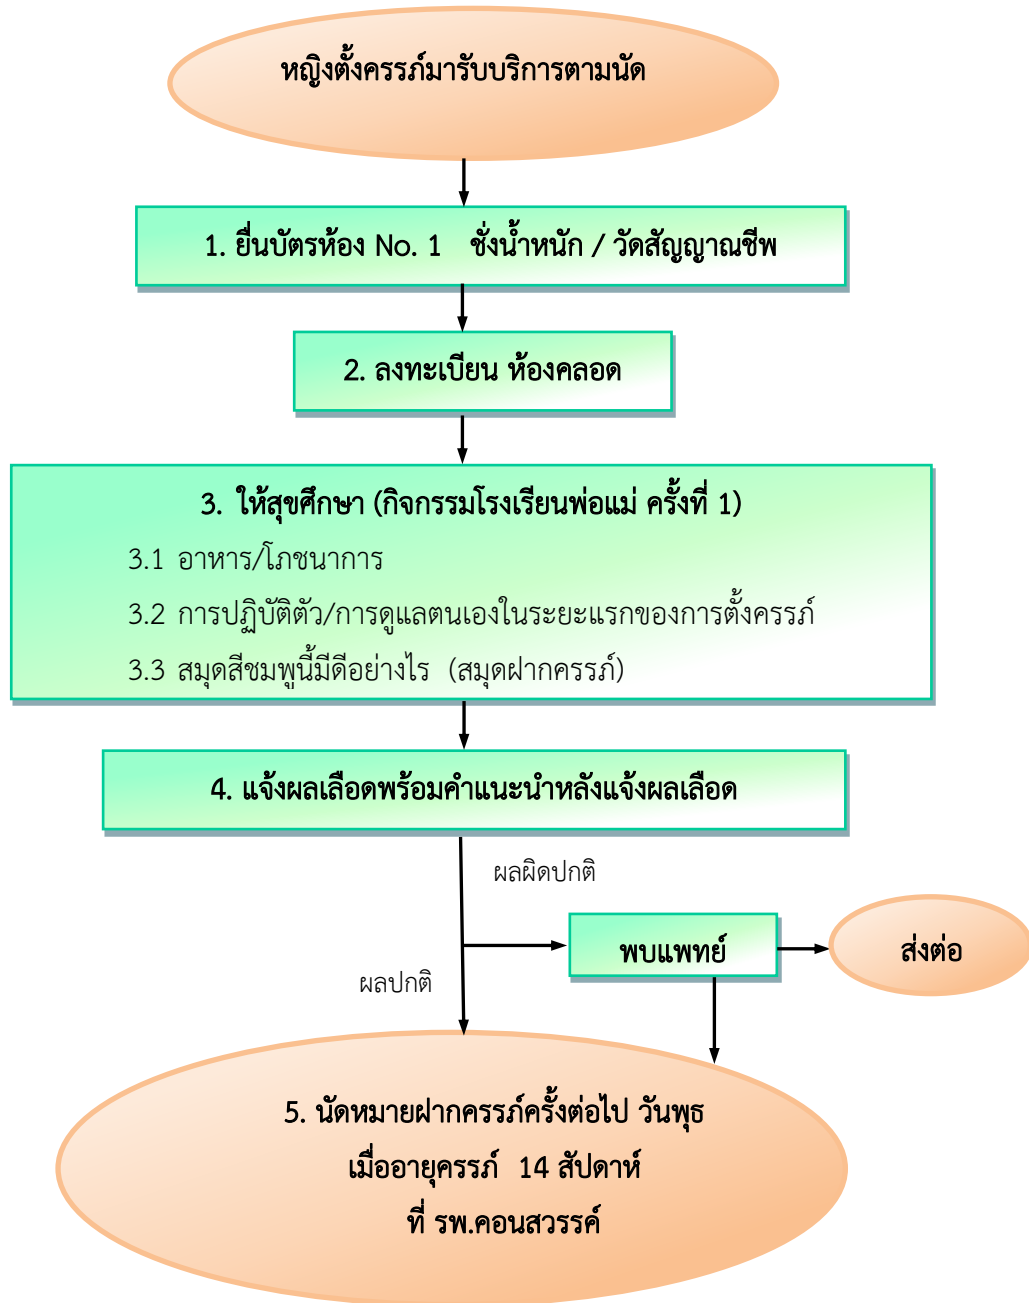 หญิงตั้งครรภ์มารับบริการตามนัด
1. ยื่นบัตรห้อง No. 1 ชั่งน้ำหนัก / วัดสัญญาณชีพ
2. ลงทะเบียน ห้องคลอด
3. ให้สุขศึกษา (กิจกรรมโรงเรียนพ่อแม่ ครั้งที่ 1)
3.1 อาหาร/โภชนาการ
3.2 การปฏิบัติตัว/การดูแลตนเองในระยะแรกของการตั้งครรภ์
3.3 สมุดสีชมพูนี้มีดีอย่างไร (สมุดฝากครรภ์)
4. แจ้งผลเลือดพร้อมคำแนะนำหลังแจ้งผลเลือด
ผลผิดปกติ
พบแพทย์
ส่งต่อ
ผลปกติ
5. นัดหมายฝากครรภ์ครั้งต่อไป วันพุธ
เมื่ออายุครรภ์ 14 สัปดาห์
ที่ รพ.คอนสวรรค์